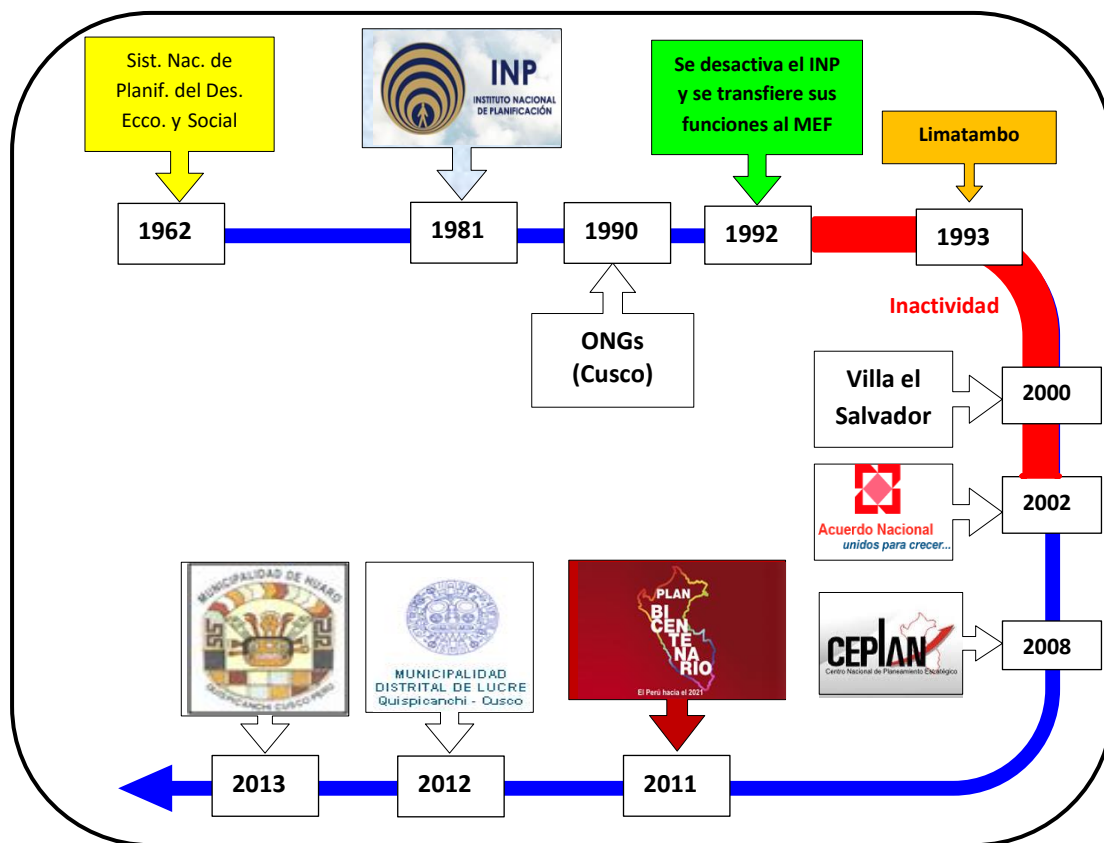 Sist. Nac. de
Planif. del Des.
Ecco. y Social
INP
INSTITUTO NACIONAL
DE PLANIFICACIÓN
Se desactiva el INP
y se transfiere sus
funciones al MEF
Limatambo
1962
1981
1990
1992
1993
Inactividad
ONGs
(Cusco)
Villa el
Salvador
2000
Acuerdo Nacional
unidos para crecer...
2002
CEPLAN
Centro Nacional de Planeamiento Estratégico
2008
MUNICIPALIDAD DE HUARO
QUISPICANCHI CUSCO PERU
MUNICIPALIDAD
DISTRITAL DE LUCRE
Quispicanchi - Cusco
PLAN
BI
CEN
TE
NA
RIO
El Perú hacia el 2021
2013
2012
2011